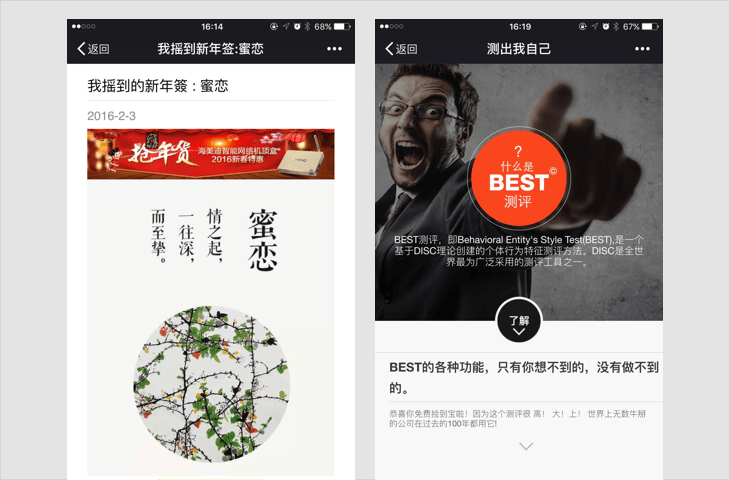 16:14
68%
返回
我摇到新年签:蜜恋
我摇到的新年簽 : 蜜恋
2016-2-3
抢年货
海美迪智能网络机顶盒
2016新春特惠
蜜恋
情之起，
一往深，
而至挚。
16:19
67%
返回
测出我自己
?
什么是
BEST©
测评
BEST测评，即Behavioral Entity's Style Test(BEST),是一个
基于DISC理论创建的个体行为特征测评方法。DISC是全世
界最为广泛采用的测评工具之一。
了解
BEST的各种功能，只有你想不到的，没有做不到
的。
恭喜你免费捡到宝啦！因为这个测评很 高！ 大！上！ 世界上无数牛掰
的公司在过去的100年都用它!